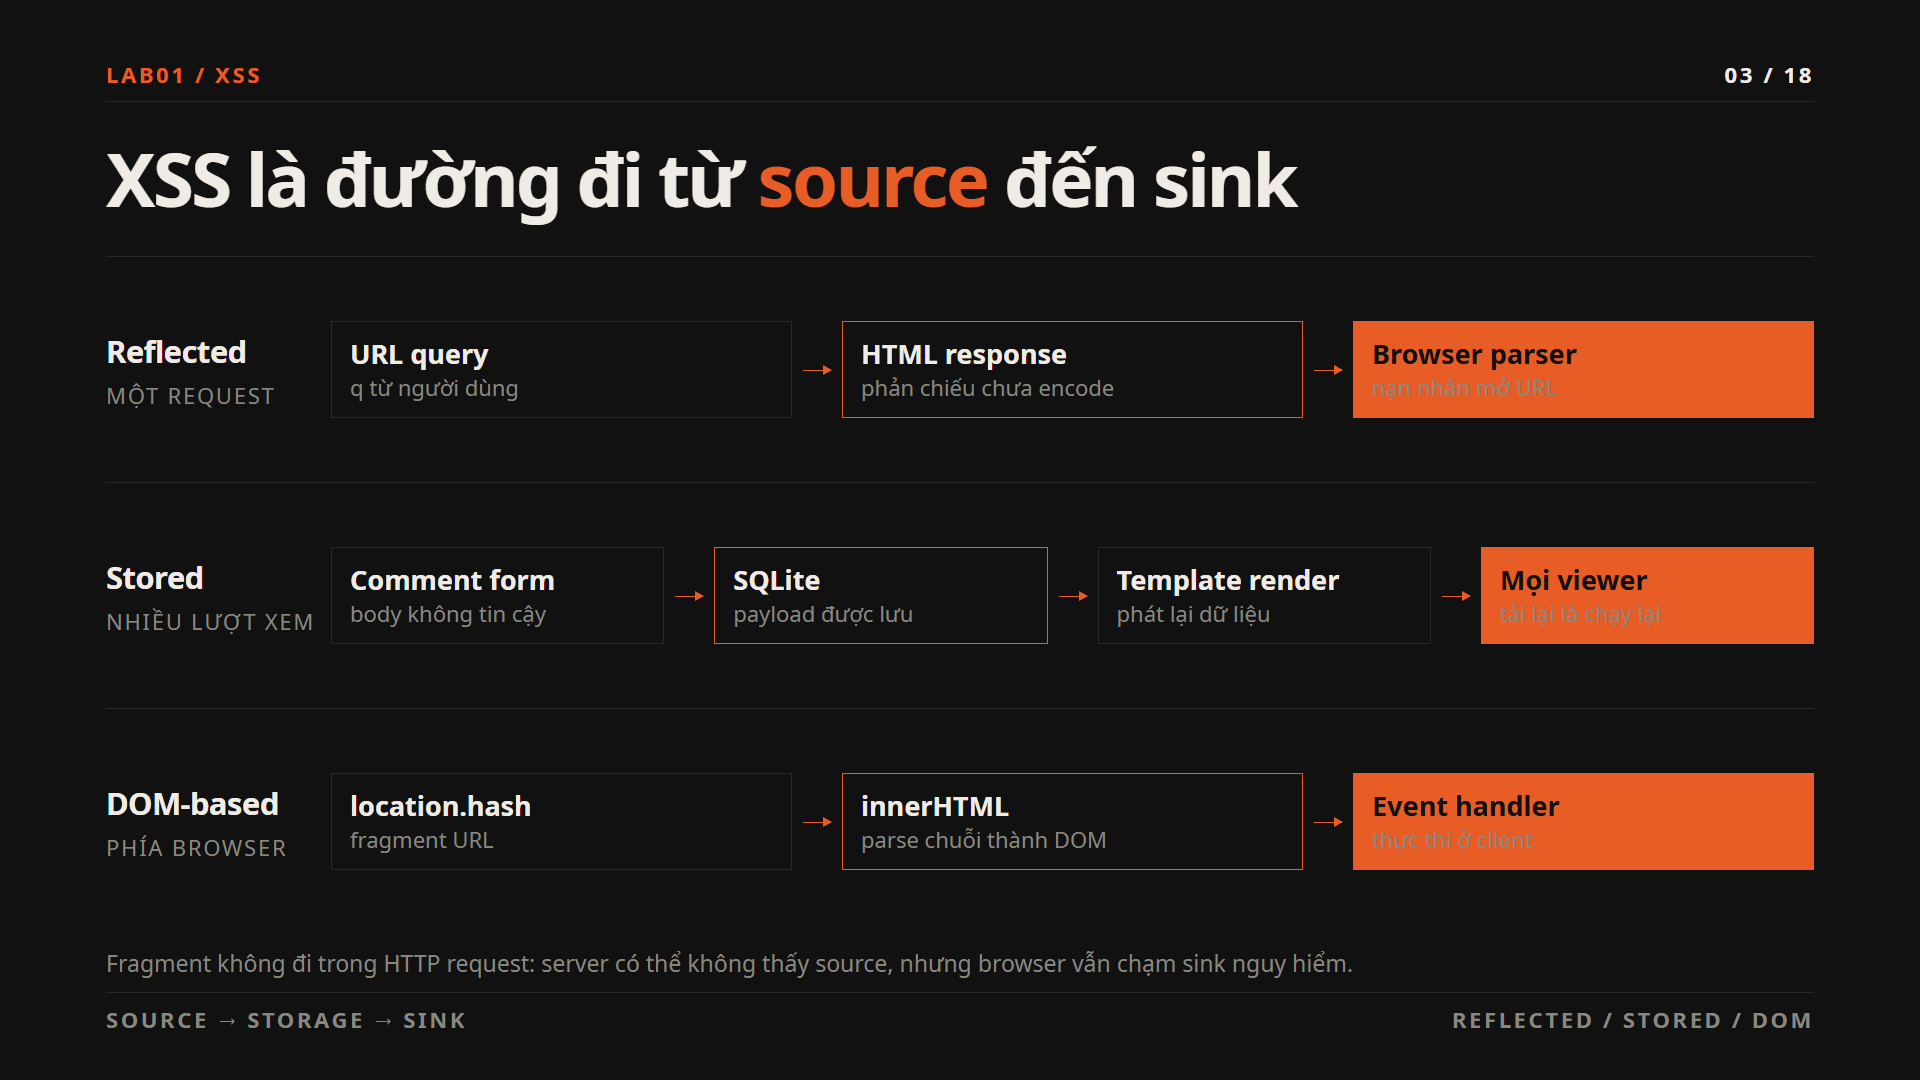 LAB01 / XSS
03 / 18
XSS là đường đi từ source đến sink
Reflected
MỘT REQUEST
URL query
q từ người dùng
HTML response
phản chiếu chưa encode
Browser parser
nạn nhân mở URL
Stored
NHIỀU LƯỢT XEM
Comment form
body không tin cậy
SQLite
payload được lưu
Template render
phát lại dữ liệu
Mọi viewer
tải lại là chạy lại
DOM-based
PHÍA BROWSER
location.hash
fragment URL
innerHTML
parse chuỗi thành DOM
Event handler
thực thi ở client
Fragment không đi trong HTTP request: server có thể không thấy source, nhưng browser vẫn chạm sink nguy hiểm.
SOURCE → STORAGE → SINK
REFLECTED / STORED / DOM